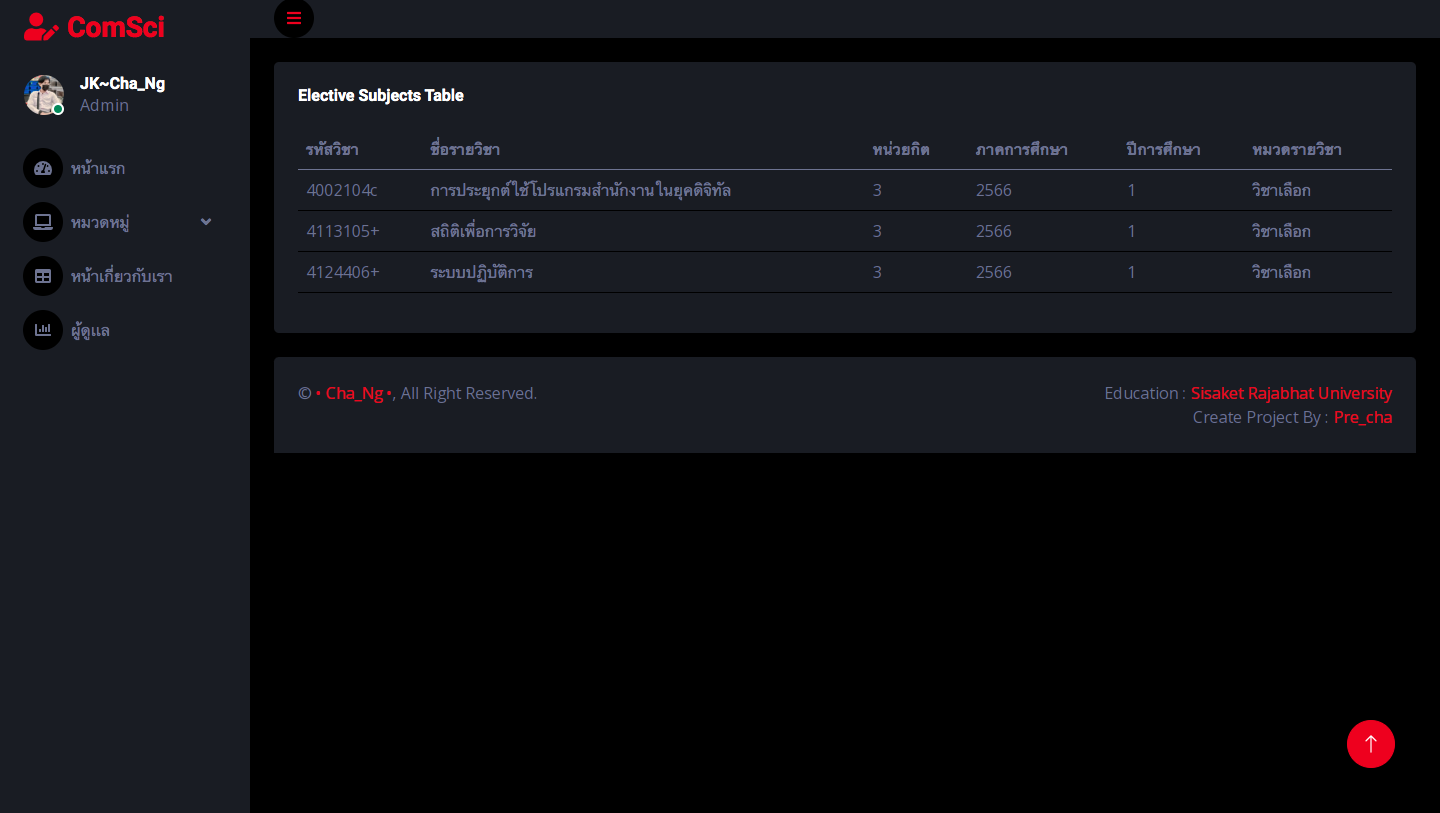 ComSci
JK~Cha_Ng
Admin
หน้าแรก
หมวดหมู่
หน้าเกี่ยวกับเรา
ผู้ดูแล
Elective Subjects Table
รหัสวิชา ชื่อรายวิชา หน่วยกิต ภาคการศึกษา ปีการศึกษา หมวดรายวิชา
4002104c การประยุกต์ใช้โปรแกรมสำนักงานในยุคดิจิทัล 3 2566 1 วิชาเลือก
4113105+ สถิติเพื่อการวิจัย 3 2566 1 วิชาเลือก
4124406+ ระบบปฏิบัติการ 3 2566 1 วิชาเลือก
© • Cha_Ng •, All Right Reserved.
Education : Sisaket Rajabhat University
Create Project By : Pre_cha